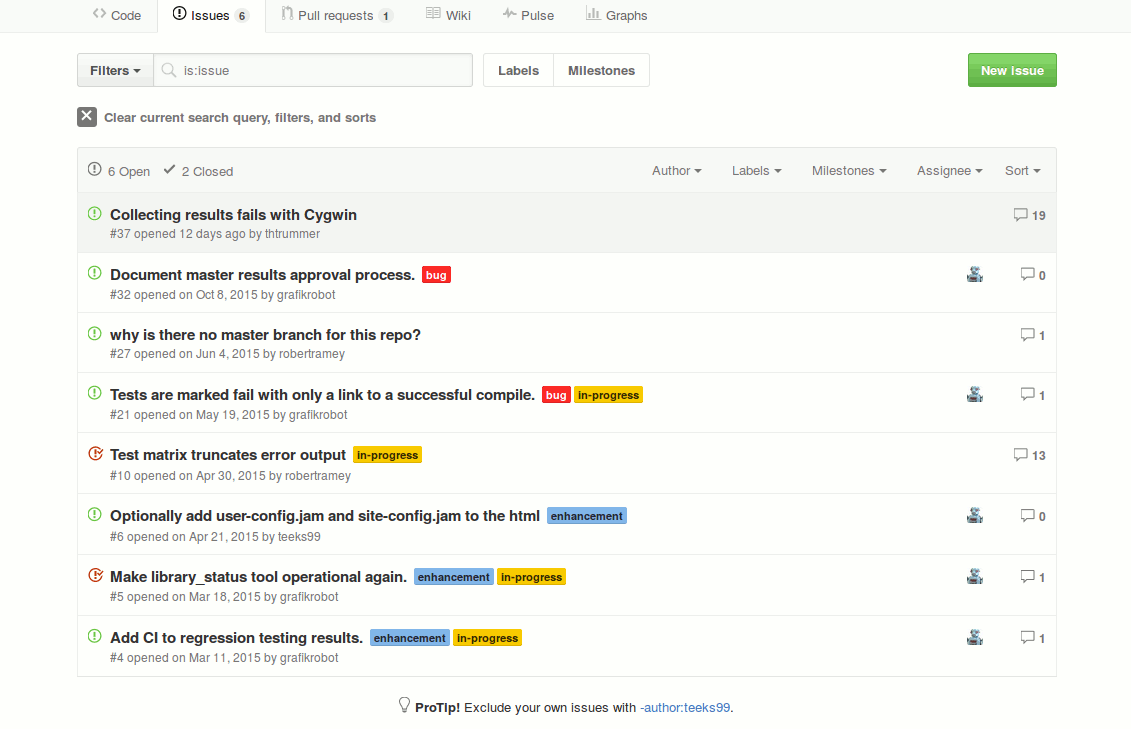 Code Issues 6 Pull requests 1 Wiki Pulse Graphs
Filters is:issue Labels Milestones New issue
Clear current search query, filters, and sorts
6 Open 2 Closed Author Labels Milestones Assignee Sort
Collecting results fails with Cygwin 19
#37 opened 12 days ago by thtrummer
Document master results approval process. bug 0
#32 opened on Oct 8, 2015 by grafikrobot
why is there no master branch for this repo? 1
#27 opened on Jun 4, 2015 by robertramey
Tests are marked fail with only a link to a successful compile. bug in-progress 1
#21 opened on May 19, 2015 by grafikrobot
Test matrix truncates error output in-progress 13
#10 opened on Apr 30, 2015 by robertramey
Optionally add user-config.jam and site-config.jam to the html enhancement 0
#6 opened on Apr 21, 2015 by teeks99
Make library_status tool operational again. enhancement in-progress 1
#5 opened on Mar 18, 2015 by grafikrobot
Add CI to regression testing results. enhancement in-progress 1
#4 opened on Mar 11, 2015 by grafikrobot
ProTip! Exclude your own issues with -author:teeks99.